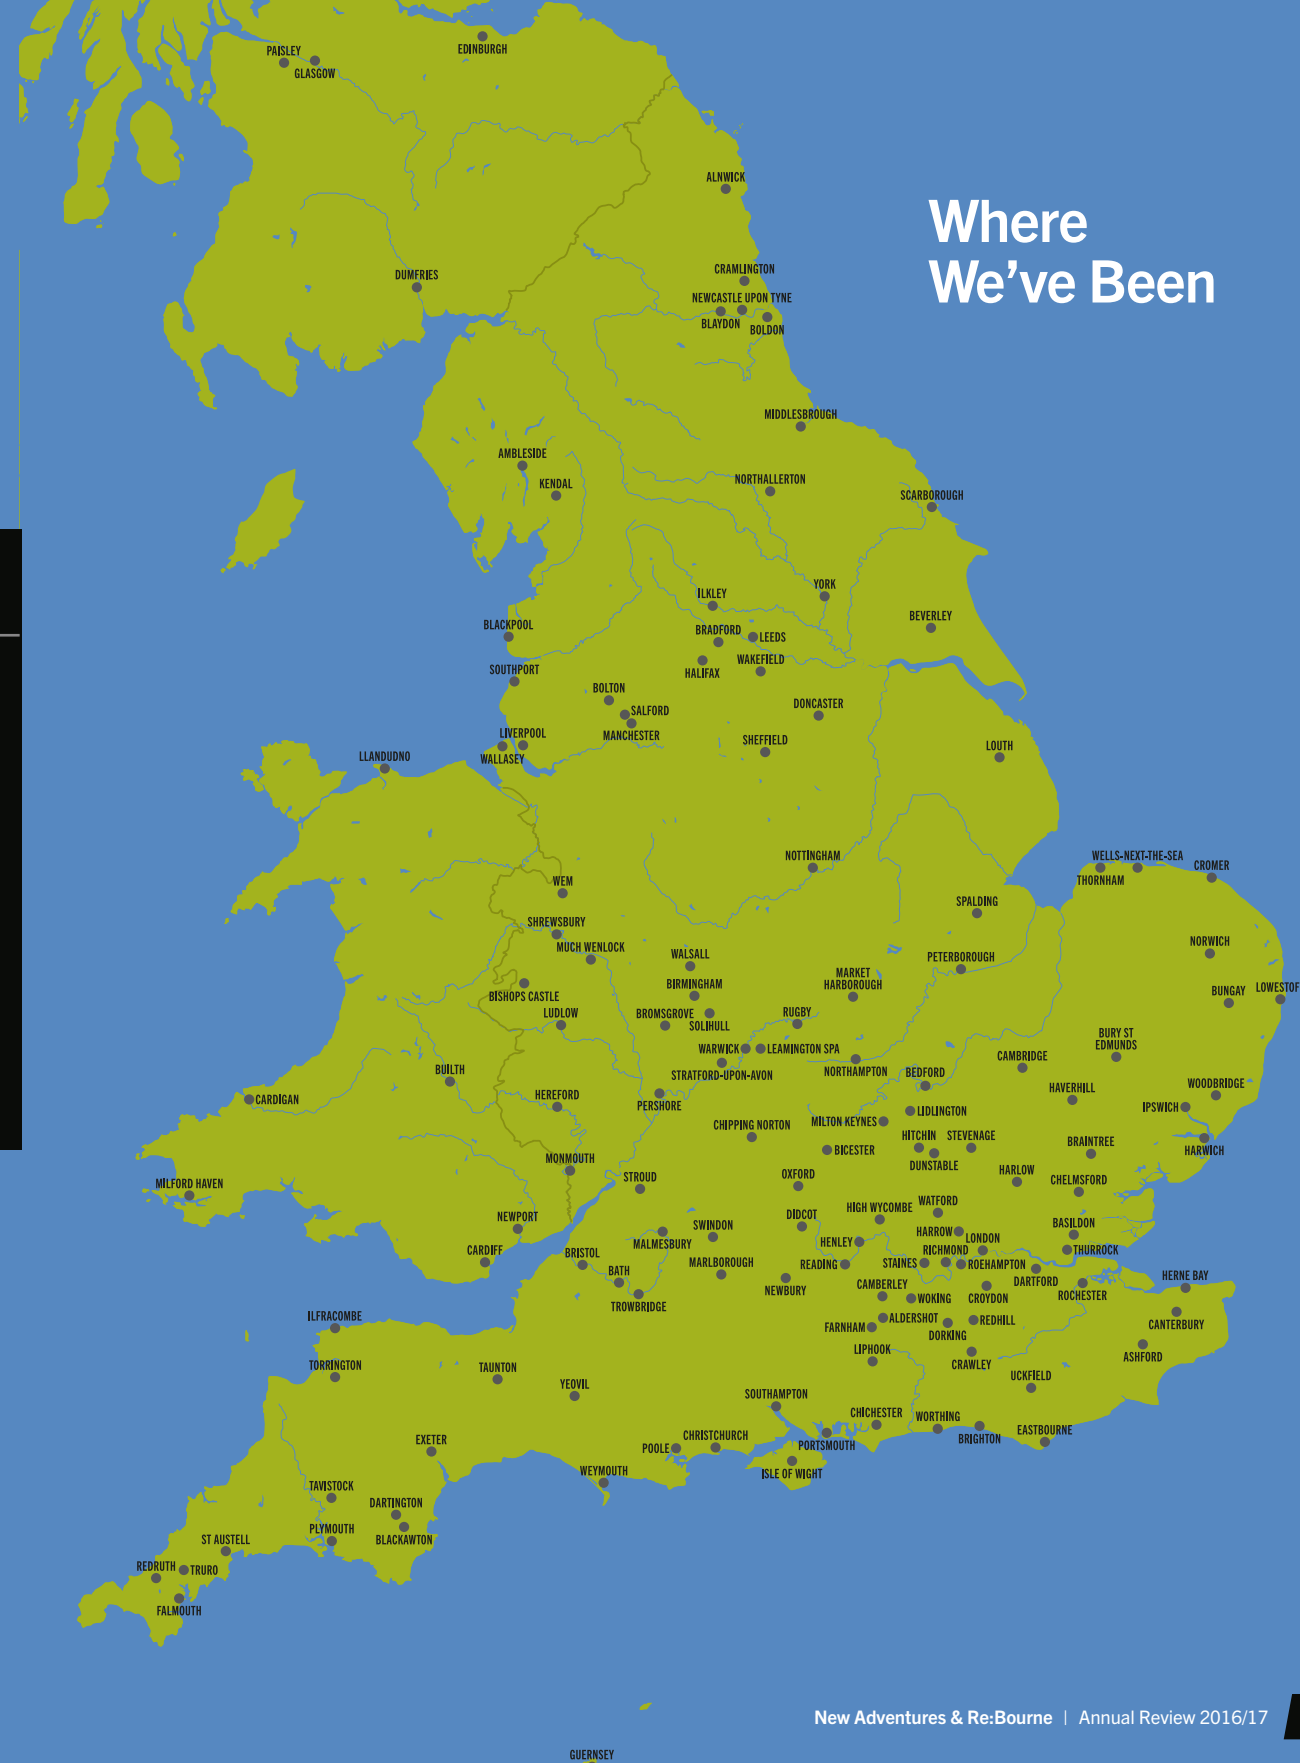 PAISLEY
GLASGOW
EDINBURGH
ALNWICK
Where
We've Been
DUMFRIES
CRAMLINGTON
NEWCASTLE UPON TYNE
BLAYDON
BOLDON
MIDDLESBROUGH
AMBLESIDE
KENDAL
NORTHALLERTON
SCARBOROUGH
YORK
ILKLEY
BEVERLEY
BLACKPOOL
BRADFORD
LEEDS
WAKEFIELD
HALIFAX
SOUTHPORT
BOLTON
SALFORD
MANCHESTER
DONCASTER
LIVERPOOL
WALLASEY
SHEFFIELD
LOUTH
LLANDUDNO
NOTTINGHAM
WELLS-NEXT-THE-SEA
THORNHAM
CROMER
WEM
SPALDING
SHREWSBURY
MUCH WENLOCK
WALSALL
PETERBOROUGH
NORWICH
MARKET
HARBOROUGH
BIRMINGHAM
BISHOPS CASTLE
BUNGAY
LOWESTOF
LUDLOW
BROMSGROVE
SOLIHULL
RUGBY
BURY ST
EDMUNDS
WARWICK
LEAMINGTON SPA
STRATFORD-UPON-AVON
NORTHAMPTON
BEDFORD
CAMBRIDGE
BUILTH
HAVERHILL
WOODBRIDGE
CARDIGAN
HEREFORD
PERSHORE
IPSWICH
LIDLINGTON
CHIPPING NORTON
MILTON KEYNES
HITCHIN
STEVENAGE
BRAINTREE
HARWICH
BICESTER
DUNSTABLE
MONMOUTH
STROUD
OXFORD
HARLOW
CHELMSFORD
MILFORD HAVEN
NEWPORT
SWINDON
DIDCOT
HIGH WYCOMBE
WATFORD
BASILDON
MALMESBURY
HENLEY
HARROW
LONDON
THURROCK
CARDIFF
BRISTOL
MARLBOROUGH
READING
STAINES
RICHMOND
ROEHAMPTON
DARTFORD
HERNE BAY
BATH
NEWBURY
CAMBERLEY
WOKING
CROYDON
ROCHESTER
TROWBRIDGE
ILFRACOMBE
FARNHAM
ALDERSHOT
DORKING
REDHILL
CANTERBURY
LIPHOOK
CRAWLEY
ASHFORD
TORRINGTON
TAUNTON
YEOVIL
UCKFIELD
SOUTHAMPTON
CHICHESTER
WORTHING
BRIGHTON
EASTBOURNE
EXETER
POOLE
CHRISTCHURCH
PORTSMOUTH
WEYMOUTH
ISLE OF WIGHT
TAVISTOCK
DARTINGTON
PLYMOUTH
BLACKAWTON
ST AUSTELL
REDRUTH
TRURO
FALMOUTH
New Adventures & Re:Bourne | Annual Review 2016/17
GUERNSEY